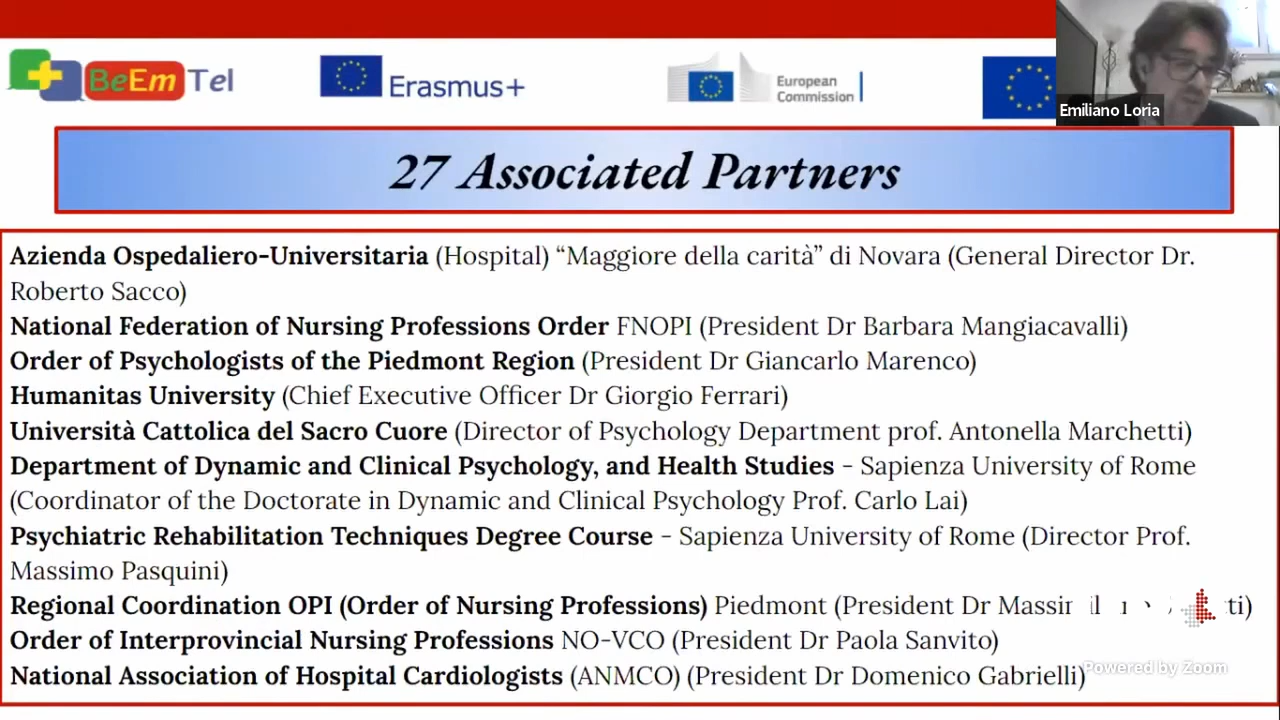 BeEmTel
Erasmus+
European
Commission
Emiliano Loria
27 Associated Partners
Azienda Ospedaliero-Universitaria (Hospital) “Maggiore della carità” di Novara (General Director Dr.
Roberto Sacco)
National Federation of Nursing Professions Order FNOPI (President Dr Barbara Mangiacavalli)
Order of Psychologists of the Piedmont Region (President Dr Giancarlo Marenco)
Humanitas University (Chief Executive Officer Dr Giorgio Ferrari)
Università Cattolica del Sacro Cuore (Director of Psychology Department prof. Antonella Marchetti)
Department of Dynamic and Clinical Psychology, and Health Studies - Sapienza University of Rome
(Coordinator of the Doctorate in Dynamic and Clinical Psychology Prof. Carlo Lai)
Psychiatric Rehabilitation Techniques Degree Course - Sapienza University of Rome (Director Prof.
Massimo Pasquini)
Regional Coordination OPI (Order of Nursing Professions) Piedmont (President Dr
Order of Interprovincial Nursing Professions NO-VCO (President Dr Paola Sanvito)
National Association of Hospital Cardiologists (ANMCO) (President Dr Domenico Gabrielli)
Powered by Zoom